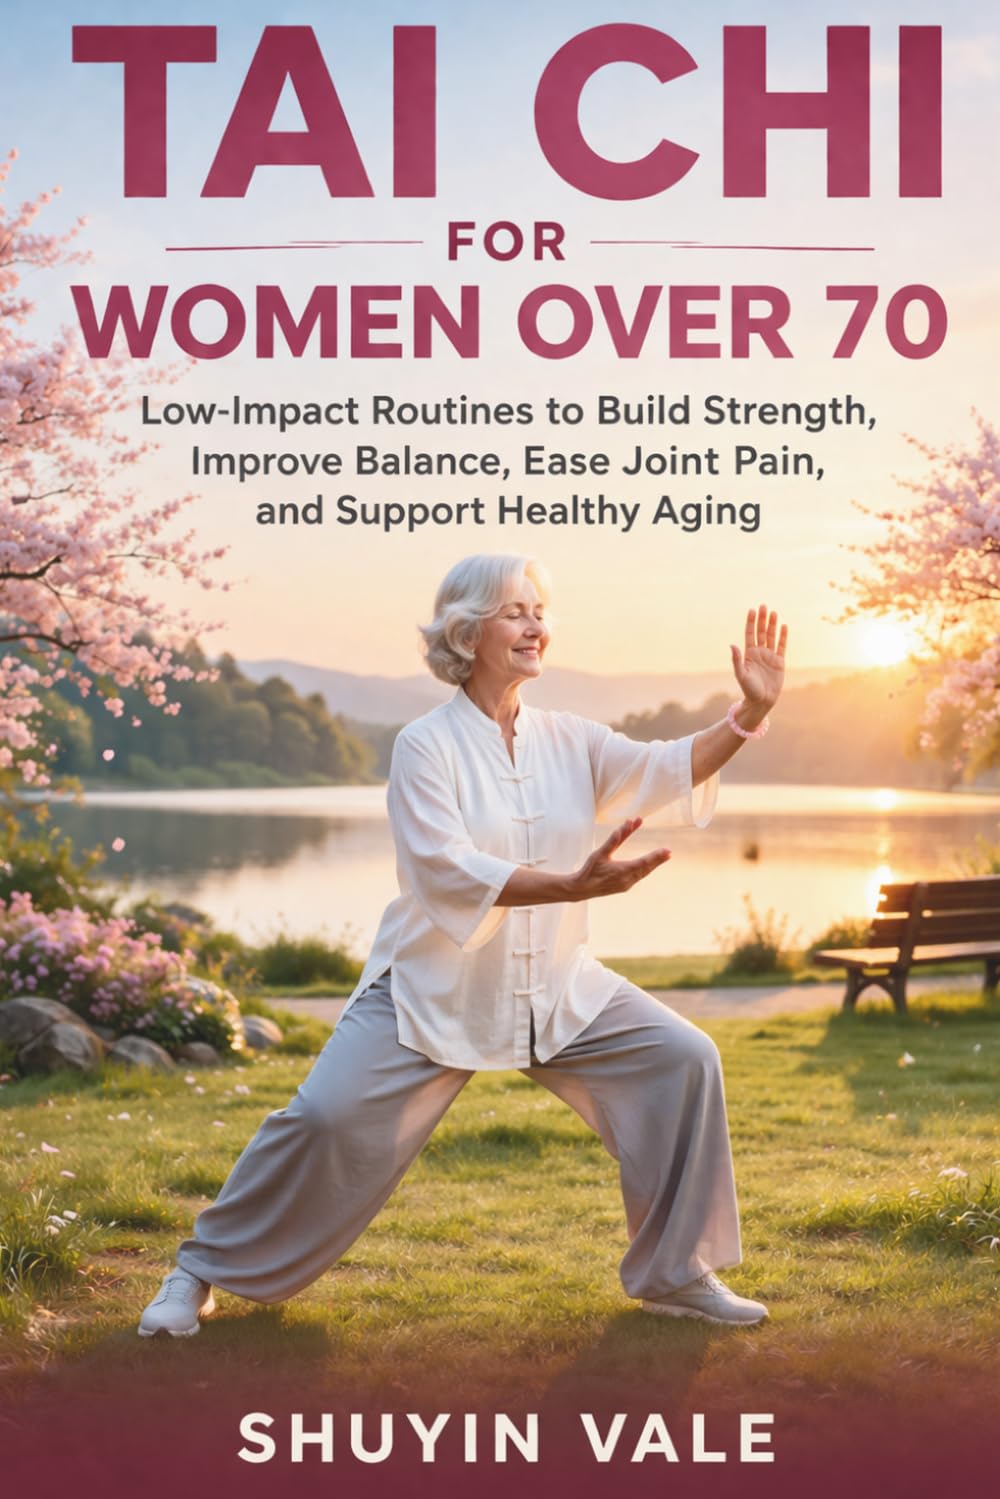 TAI CHI
FOR
WOMEN OVER 70
Low-Impact Routines to Build Strength,
Improve Balance, Ease Joint Pain,
and Support Healthy Aging
SHUYIN VALE